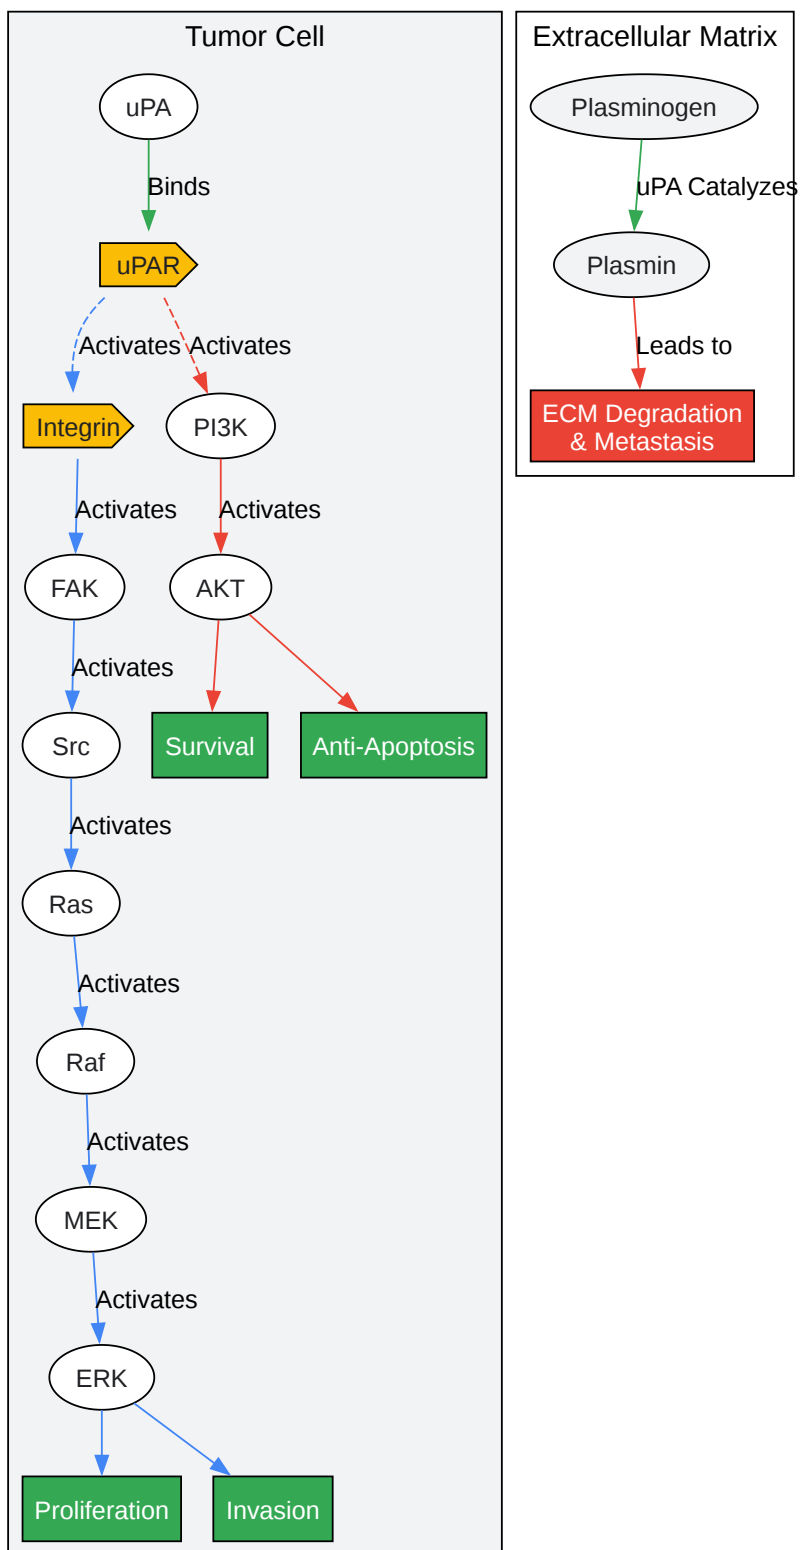 Tumor Cell
Extracellular Matrix
uPA
Plasminogen
Binds
uPA Catalyzes
uPAR
Plasmin
Activates
Activates
Leads to
Integrin
PI3K
ECM Degradation
& Metastasis
Activates
Activates
FAK
AKT
Activates
Src
Survival
Anti-Apoptosis
Activates
Ras
Activates
Raf
Activates
MEK
Activates
ERK
Proliferation
Invasion